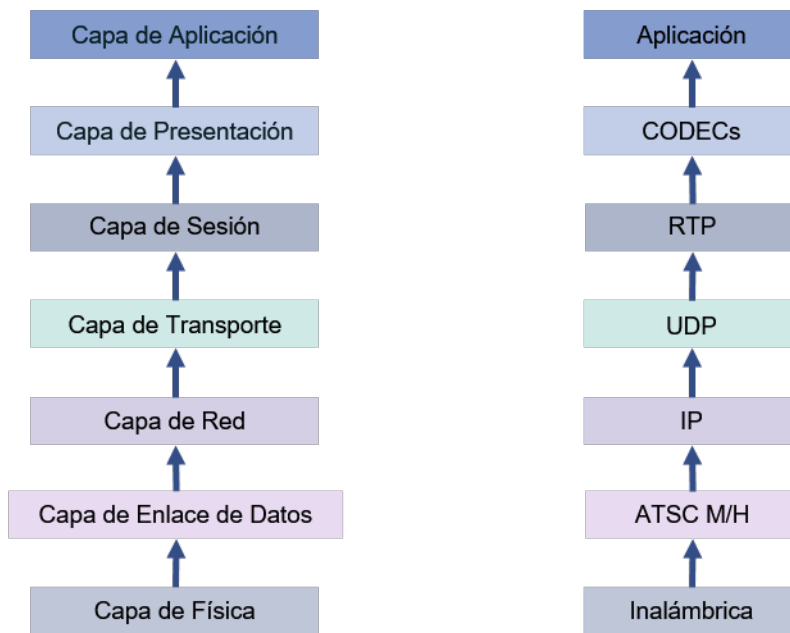 Capa de Aplicación
Aplicación
Capa de Presentación
CODECs
Capa de Sesión
RTP
Capa de Transporte
UDP
Capa de Red
IP
Capa de Enlace de Datos
ATSC M/H
Capa de Física
Inalámbrica